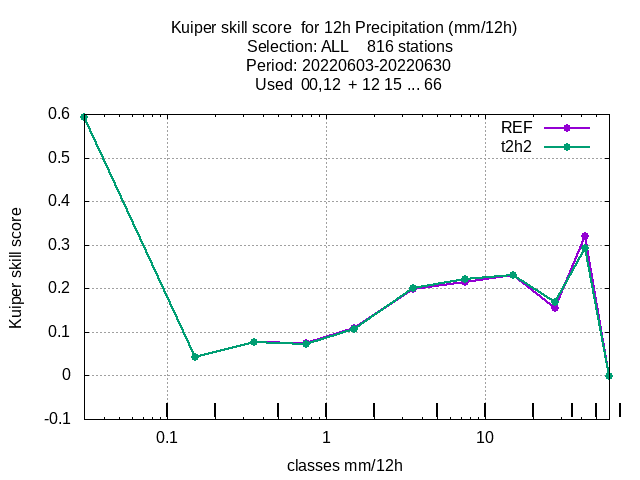 Kuiper skill score  for 12h Precipitation (mm/12h)
Selection: ALL    816 stations
Period: 20220603-20220630
Used  00,12  + 12 15 ... 66
REF
t2h2
0.6
0.5
0.4
0.3
0.2
0.1
0
-0.1
Kuiper skill score
0.1 1 10
classes mm/12h